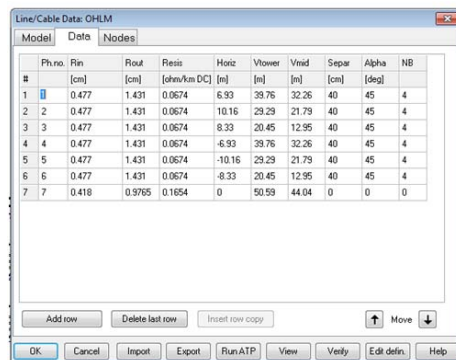 Line/Cable Data: OHLM
Model Data Nodes
Ph.no. Rin Rout Resis Horiz Vtower Vmid Separ Alpha NB
# [cm] [cm] [ohm/km DC] [m] [m] [m] [cm] [deg]
1 1 0.477 1.431 0.0674 6.93 39.76 32.26 40 45 4
2 2 0.477 1.431 0.0674 10.16 29.29 21.79 40 45 4
3 3 0.477 1.431 0.0674 8.33 20.45 12.95 40 45 4
4 4 0.477 1.431 0.0674 -6.93 39.76 32.26 40 45 4
5 5 0.477 1.431 0.0674 -10.16 29.29 21.79 40 45 4
6 6 0.477 1.431 0.0674 -8.33 20.45 12.95 40 45 4
7 7 0.418 0.9765 0.1654 0 50.59 44.04 0 0 0
Add row Delete last row Insert row copy Move
OK Cancel Import Export Run ATP View Verify Edit defin. Help